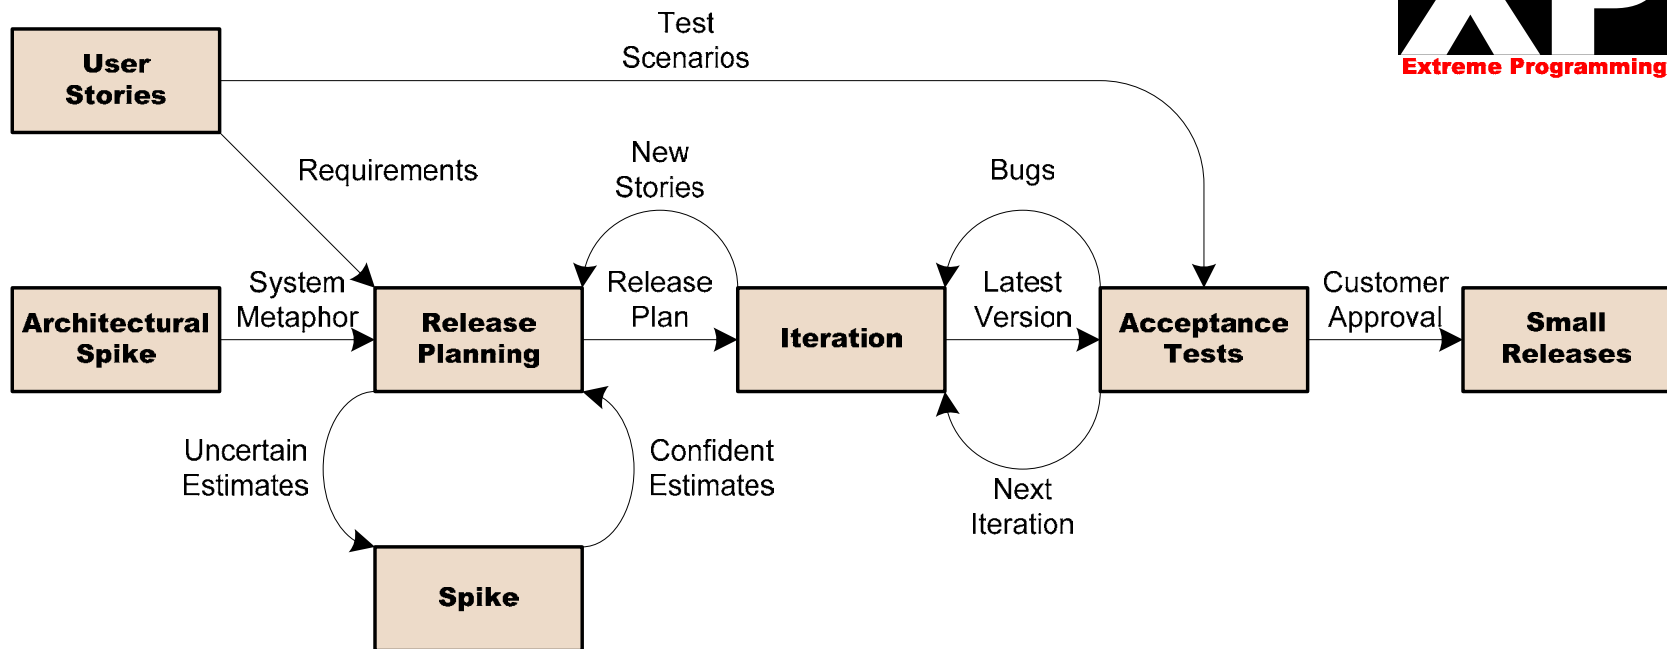 XP
Extreme Programming
Test
Scenarios
User
Stories
Requirements
New
Stories
Bugs
System
Metaphor
Release
Plan
Latest
Version
Customer
Approval
Architectural
Spike
Release
Planning
Iteration
Acceptance
Tests
Small
Releases
Uncertain
Estimates
Confident
Estimates
Next
Iteration
Spike